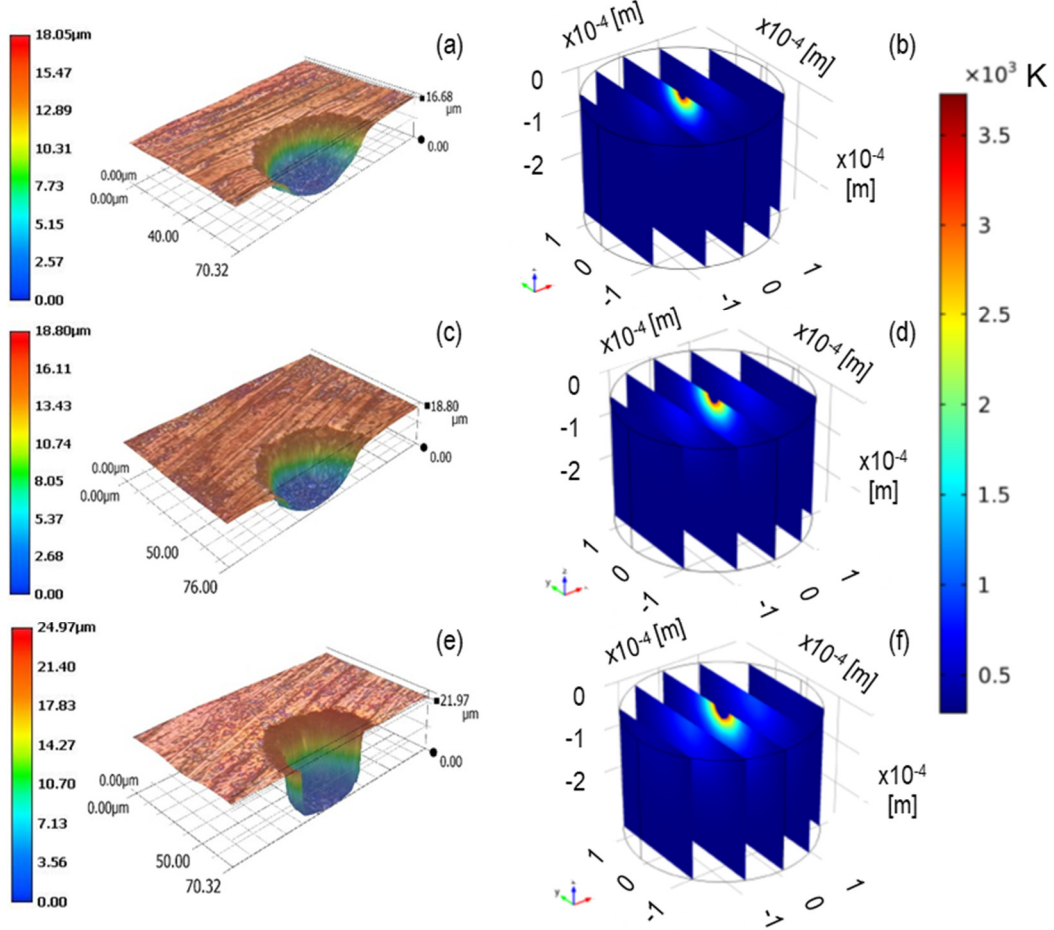 18.05µm
15.47
12.89
10.31
7.73
5.15
2.57
0.00
(a)
16.68
µm
0.00
0.00µm
0.00µm
40.00
70.32
(b)
x10-4 [m]
x10-4 [m]
0
-1
-2
x10-4
[m]
1
0
-1
-1
0
1
×10³ K
3.5
3
2.5
2
1.5
1
0.5
18.80µm
16.11
13.43
10.74
8.05
5.37
2.68
0.00
(c)
18.80
µm
0.00
0.00µm
0.00µm
50.00
76.00
(d)
x10-4 [m]
x10-4 [m]
0
-1
-2
x10-4
[m]
1
0
-1
-1
0
1
y
z
24.97µm
21.40
17.83
14.27
10.70
7.13
3.56
0.00
(e)
21.97
µm
0.00
0.00µm
0.00µm
50.00
70.32
(f)
x10-4 [m]
x10-4 [m]
0
-1
-2
x10-4
[m]
1
0
-1
-1
0
1
y